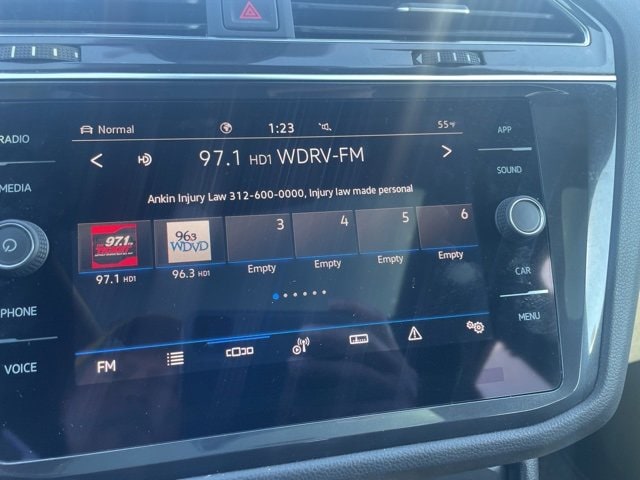 RADIO
MEDIA
PHONE
VOICE
Normal
1:23
55°F
97.1 HD1 WDRV-FM
Ankin Injury Law 312-600-0000, Injury law made personal
97.1
96.3
WDVD
3
4
5
6
97.1 HD1
96.3 HD1
Empty
Empty
Empty
Empty
FM
APP
SOUND
CAR
MENU